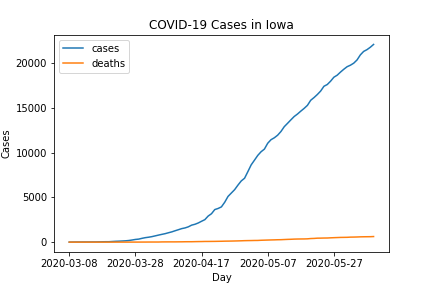 COVID-19 Cases in Iowa
cases
deaths
20000
15000
10000
5000
0
Cases
2020-03-08 2020-03-28 2020-04-17 2020-05-07 2020-05-27
Day